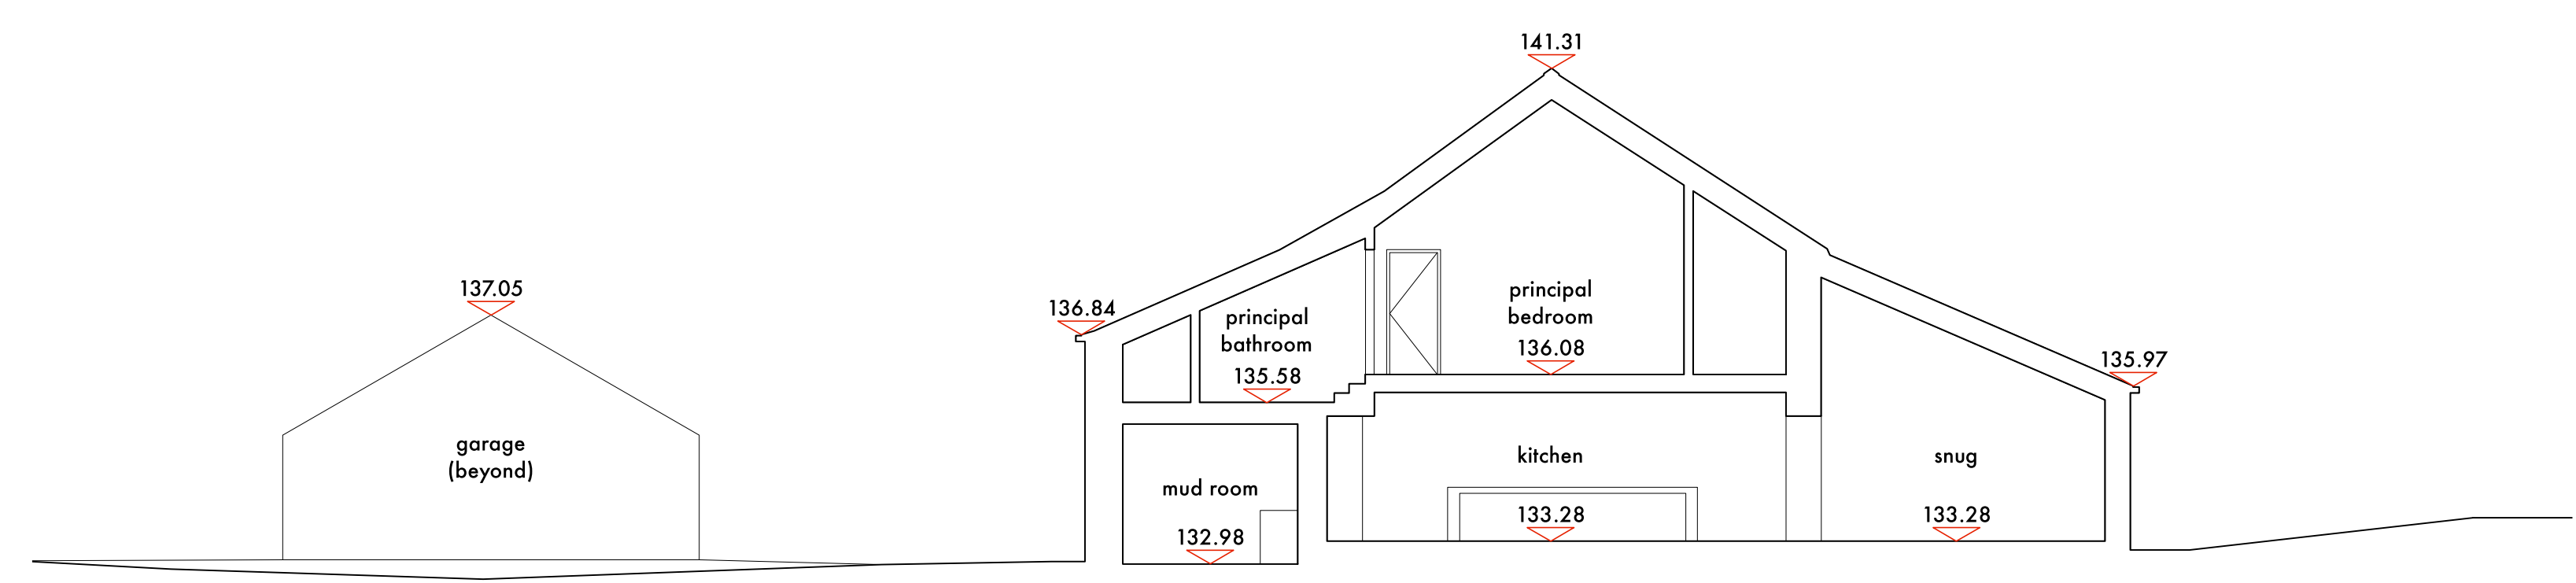 141.31
137.05
136.84
principal
bathroom
135.58
principal
bedroom
136.08
135.97
garage
(beyond)
mud room
132.98
kitchen
133.28
snug
133.28